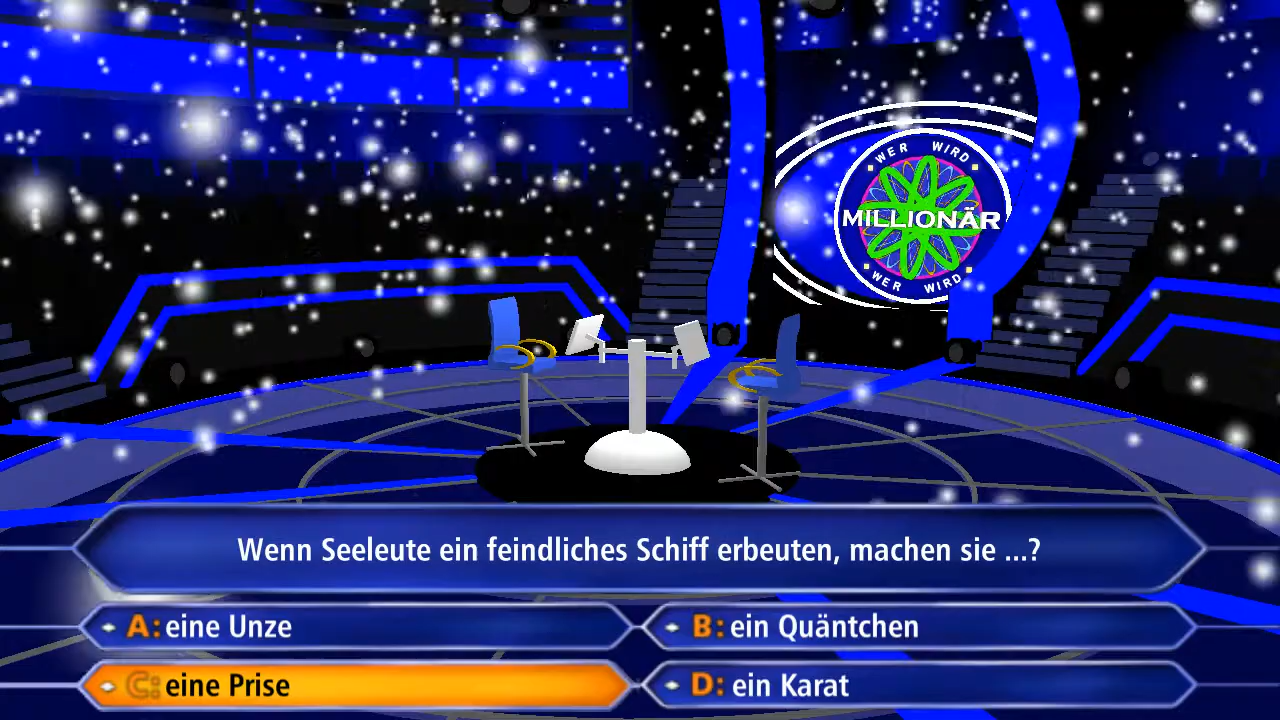 WER WIRD
MILLIONÄR
WER WIRD
Wenn Seeleute ein feindliches Schiff erbeuten, machen sie ...?
A: eine Unze
B: ein Quäntchen
C: eine Prise
D: ein Karat